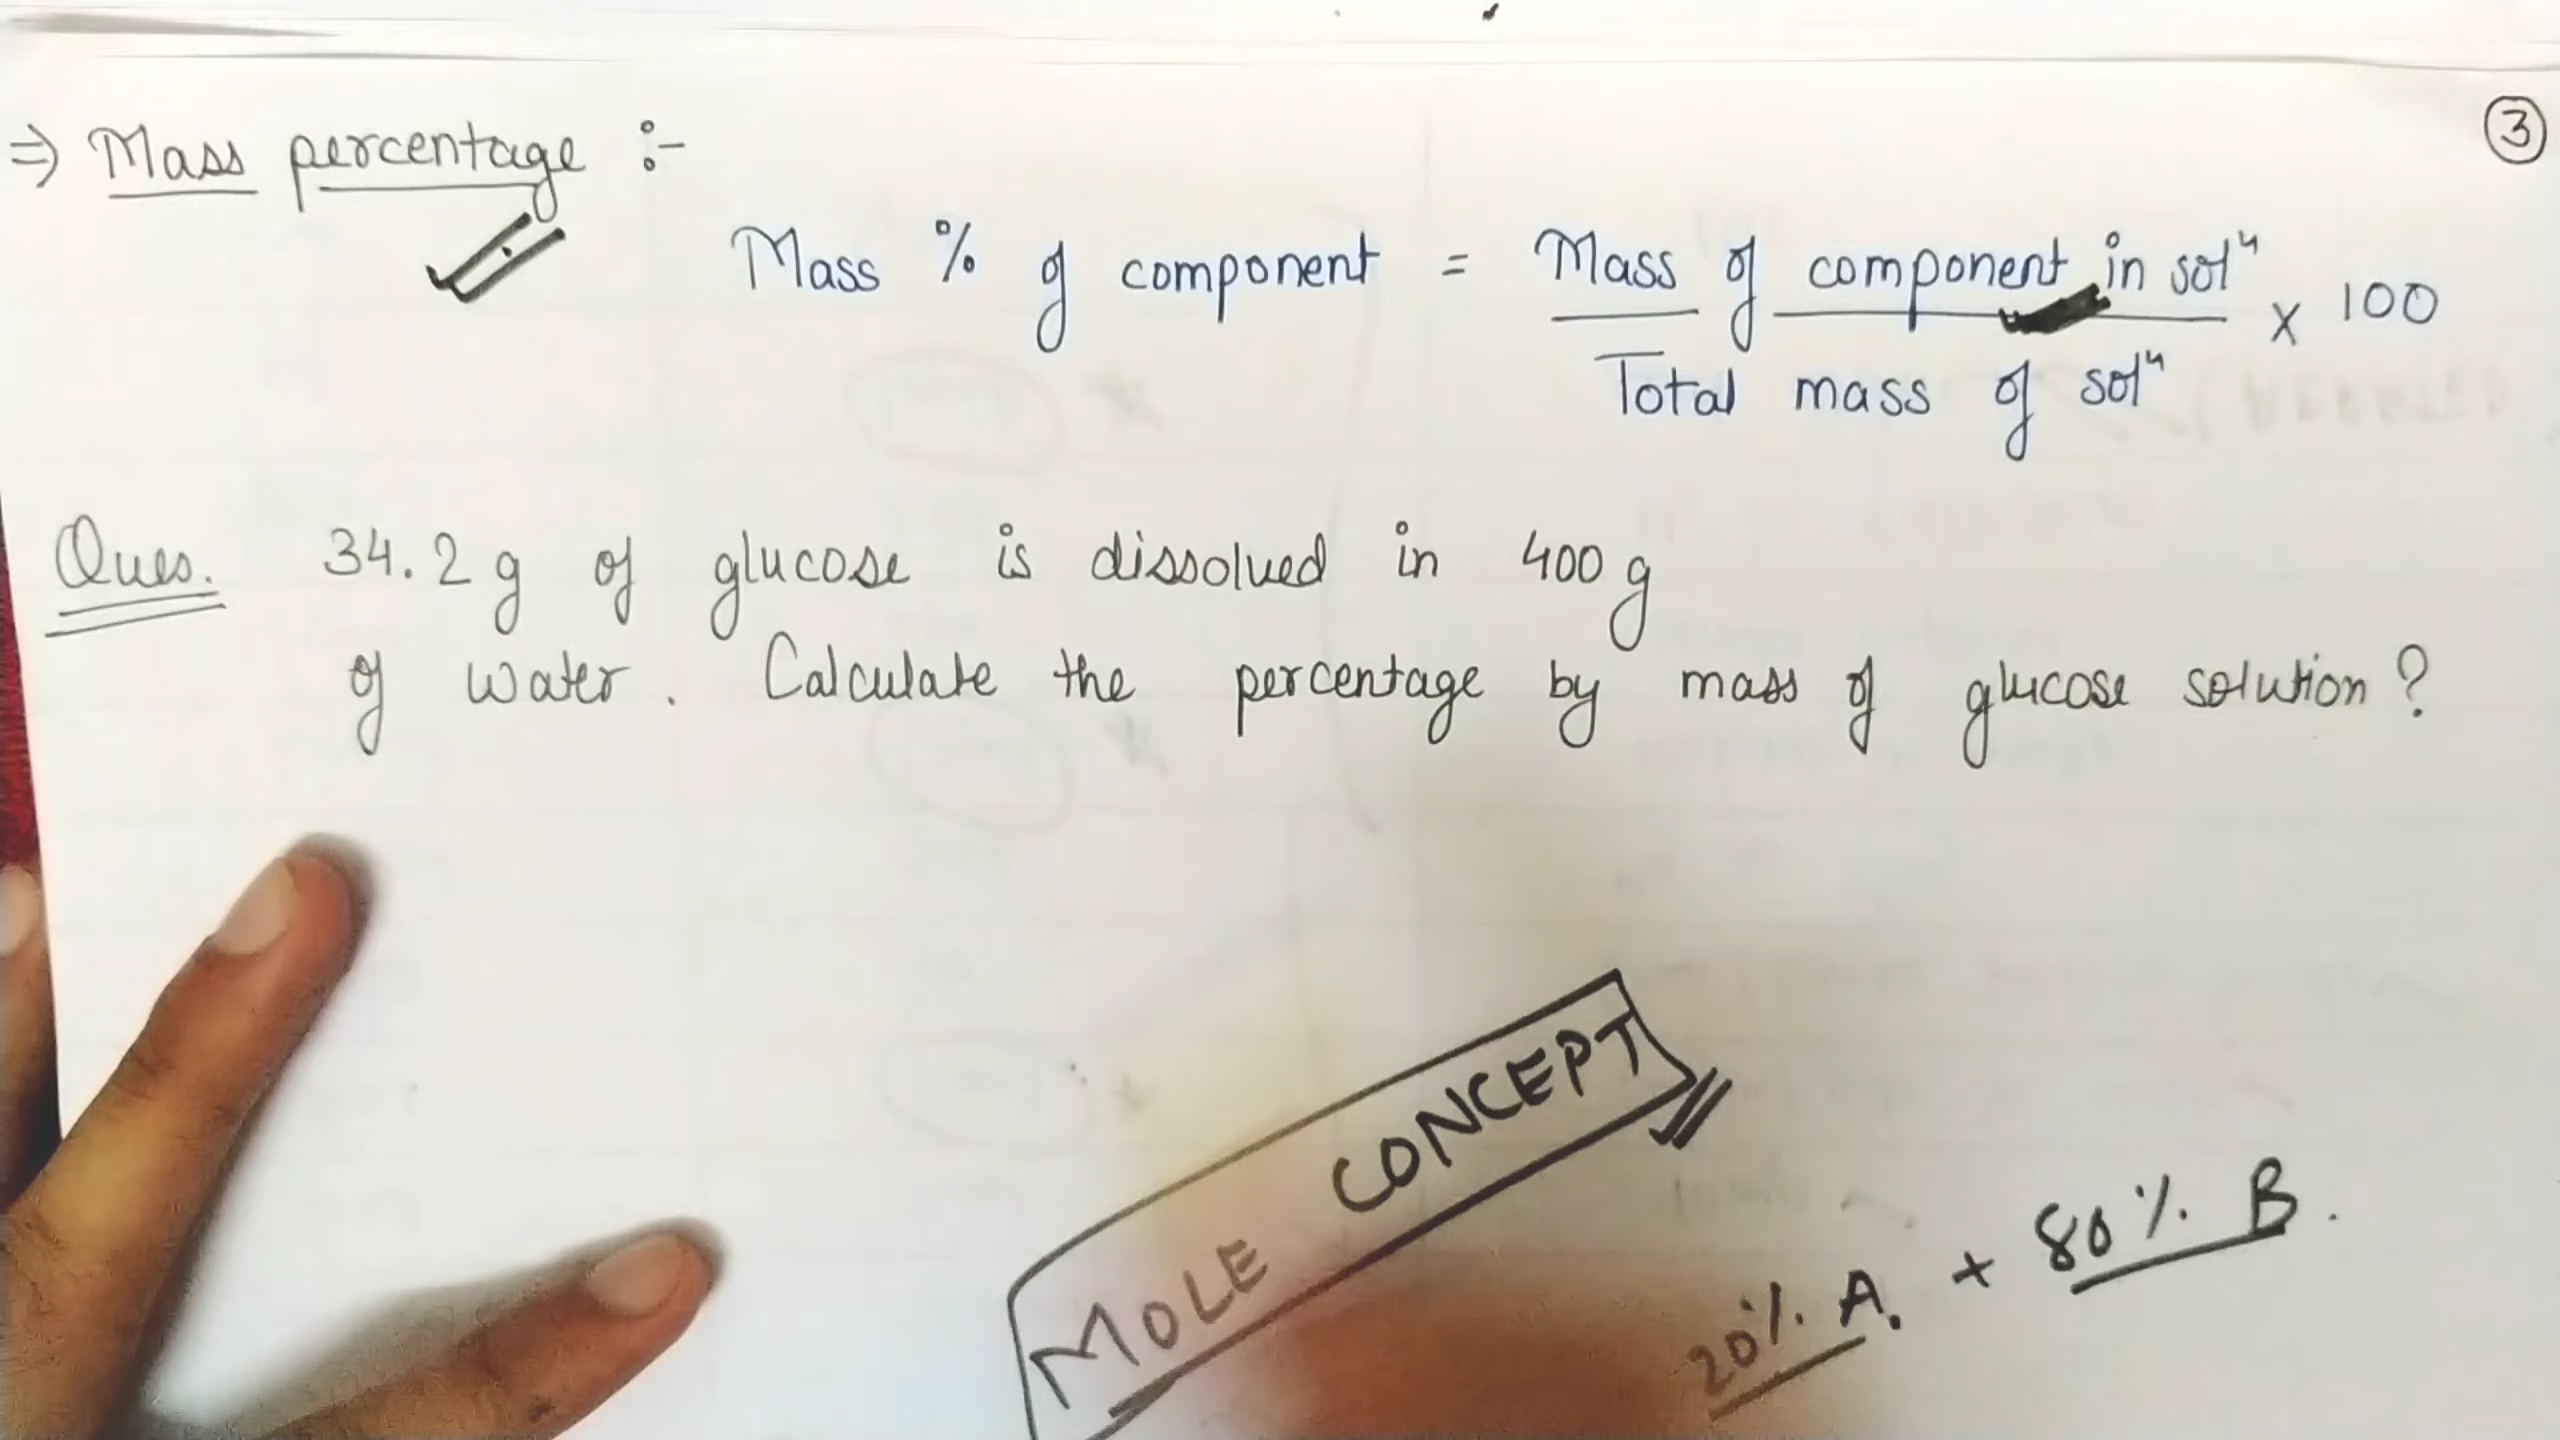 ③
⇒ Mass percentage :-
Mass % of component = Mass of component in solⁿ × 100
Total mass of solⁿ
Ques. 34.2 g of glucose is dissolved in 400 g
of water. Calculate the percentage by mass of glucose solution?
MOLE CONCEPT
20% A. + 80% B.